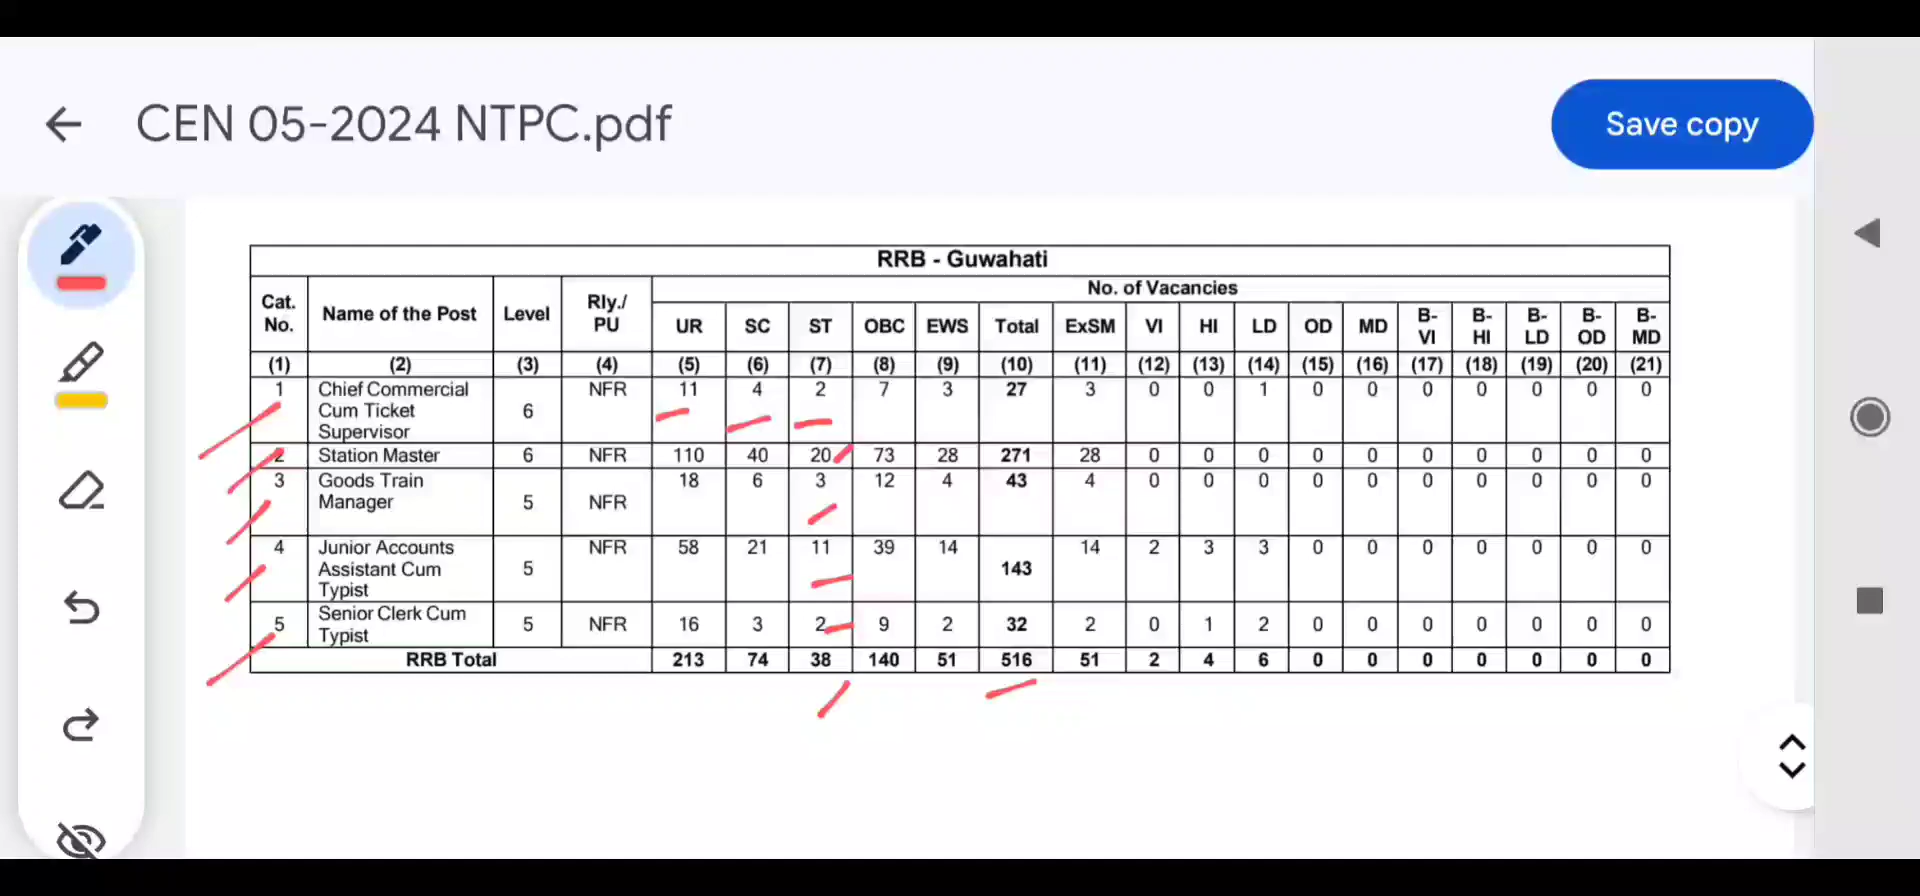 CEN 05-2024 NTPC.pdf
Save copy
RRB - Guwahati
Cat. No. Name of the Post Level Rly./ PU No. of Vacancies
UR SC ST OBC EWS Total ExSM VI HI LD OD MD B-VI B-HI B-LD B-OD B-MD
(1) (2) (3) (4) (5) (6) (7) (8) (9) (10) (11) (12) (13) (14) (15) (16) (17) (18) (19) (20) (21)
1 Chief Commercial Cum Ticket Supervisor 6 NFR 11 4 2 7 3 27 3 0 0 1 0 0 0 0 0 0 0
2 Station Master 6 NFR 110 40 20 73 28 271 28 0 0 0 0 0 0 0 0 0 0
3 Goods Train Manager 5 NFR 18 6 3 12 4 43 4 0 0 0 0 0 0 0 0 0 0
4 Junior Accounts Assistant Cum Typist 5 NFR 58 21 11 39 14 143 14 2 3 3 0 0 0 0 0 0 0
5 Senior Clerk Cum Typist 5 NFR 16 3 2 9 2 32 2 0 1 2 0 0 0 0 0 0 0
RRB Total 213 74 38 140 51 516 51 2 4 6 0 0 0 0 0 0 0